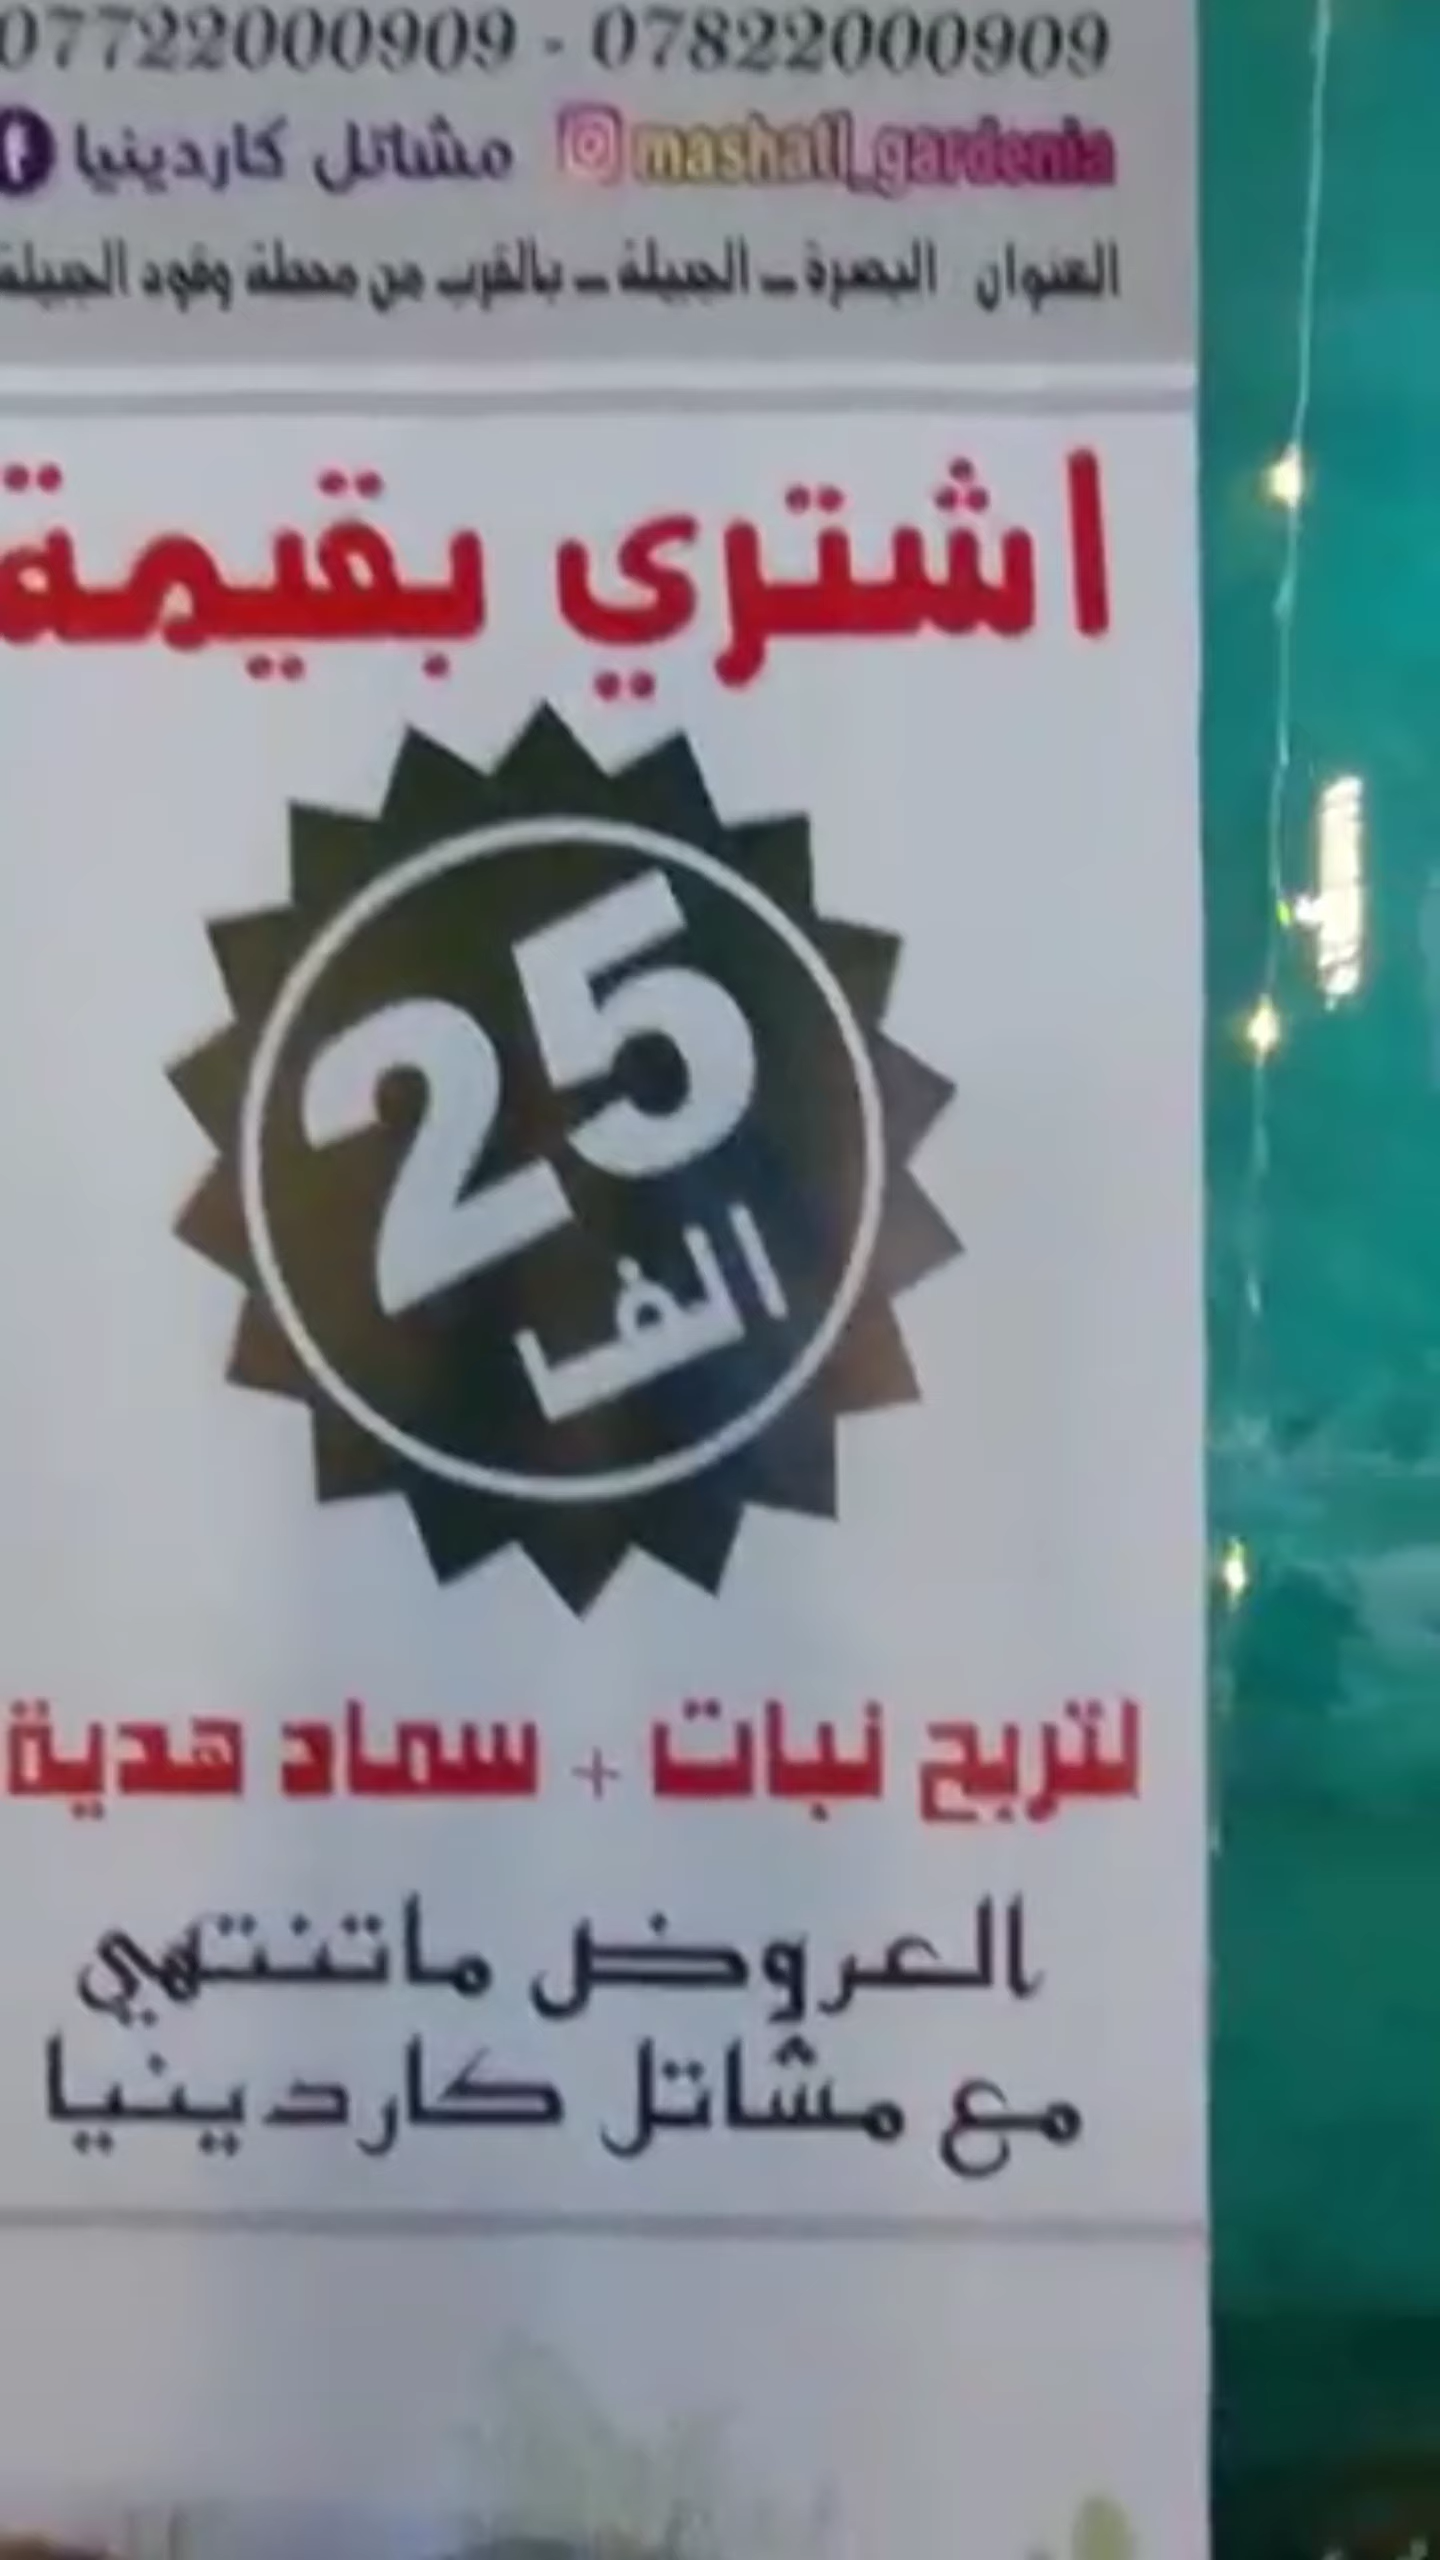 07722000909 - 07822000909
mashatl_gardenia مشاتل كاردينيا
العنوان البصرة - الجبيلة - بالقرب من محطة وقود الجبيلة
اشتري بقيمة
25
الف
لتربح نبات + سماد هدية
العروض ماتنتهي
مع مشاتل كاردينيا